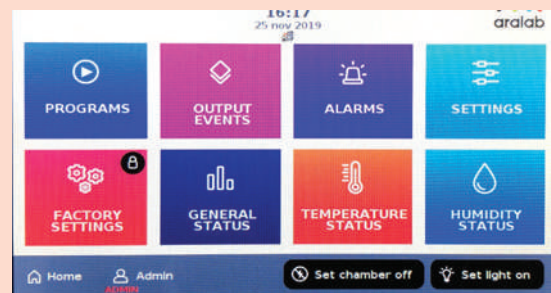 16:17
25 nov 2019
aralab
PROGRAMS
OUTPUT
EVENTS
ALARMS
SETTINGS
FACTORY
SETTINGS
GENERAL
STATUS
TEMPERATURE
STATUS
HUMIDITY
STATUS
Home
Admin
ADMIN
Set chamber off
Set light on